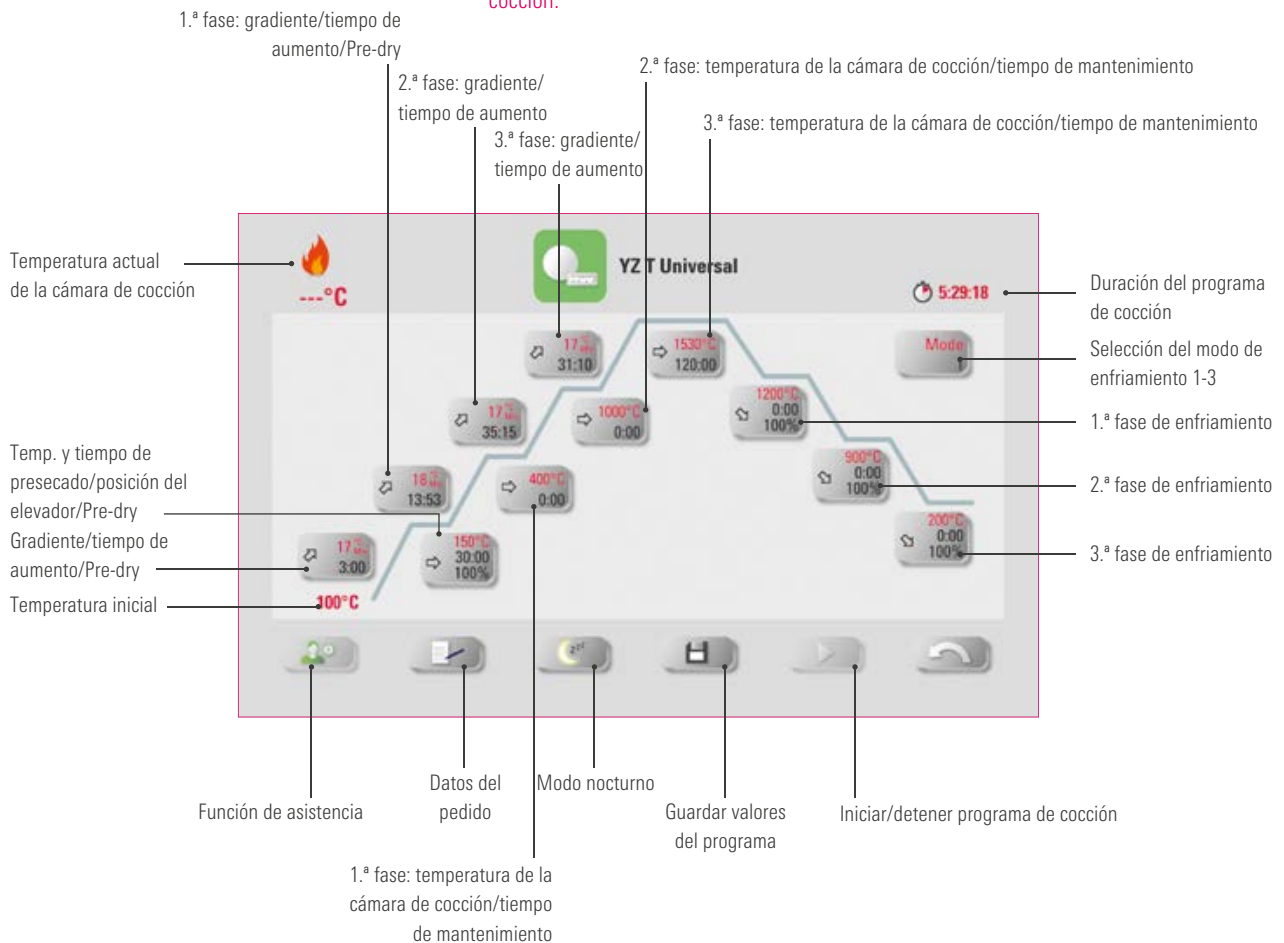 cocción.
1.ª fase: gradiente/tiempo de
aumento/Pre-dry
2.ª fase: gradiente/
tiempo de aumento
3.ª fase: gradiente/
tiempo de aumento
2.ª fase: temperatura de la cámara de cocción/tiempo de mantenimiento
3.ª fase: temperatura de la cámara de cocción/tiempo de mantenimiento
Temperatura actual
de la cámara de cocción
---°C
YZ T Universal
5:29:18
Duración del programa
de cocción
Mode
1
Selección del modo de
enfriamiento 1-3
17 °C/Min.
31:10
1530°C
120:00
17 °C/Min.
35:15
1000°C
0:00
1200°C
0:00
100%
1.ª fase de enfriamiento
Temp. y tiempo de
presecado/posición del
elevador/Pre-dry
18 °C/Min.
13:53
400°C
0:00
900°C
0:00
100%
2.ª fase de enfriamiento
Gradiente/tiempo de
aumento/Pre-dry
17 °C/Min.
3:00
150°C
30:00
100%
200°C
0:00
100%
3.ª fase de enfriamiento
Temperatura inicial
100°C
zzz
Función de asistencia
Datos del
pedido
Modo nocturno
Guardar valores
del programa
Iniciar/detener programa de cocción
1.ª fase: temperatura de la
cámara de cocción/tiempo
de mantenimiento